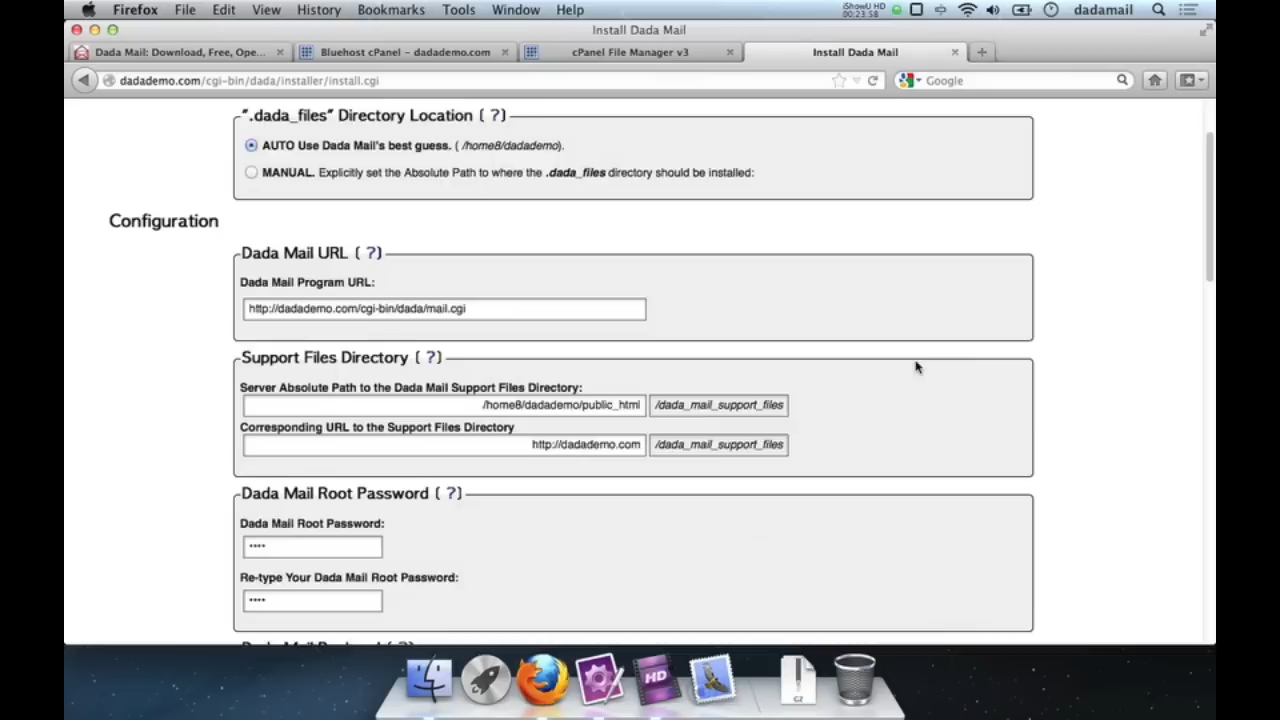 Firefox File Edit View History Bookmarks Tools Window Help
iShowU HD
00:23:58
dadamail
Install Dada Mail
Dada Mail: Download, Free, Ope...
Bluehost cPanel – dadademo.com
cPanel File Manager v3
Install Dada Mail
dadademo.com/cgi-bin/dada/installer/install.cgi
Google
".dada_files" Directory Location ( ?)
AUTO Use Dada Mail's best guess. ( /home8/dadademo).
MANUAL. Explicitly set the Absolute Path to where the .dada_files directory should be installed:
Configuration
Dada Mail URL ( ?)
Dada Mail Program URL:
http://dadademo.com/cgi-bin/dada/mail.cgi
Support Files Directory ( ?)
Server Absolute Path to the Dada Mail Support Files Directory:
/home8/dadademo/public_html /dada_mail_support_files
Corresponding URL to the Support Files Directory
http://dadademo.com /dada_mail_support_files
Dada Mail Root Password ( ?)
Dada Mail Root Password:
••••
Re-type Your Dada Mail Root Password:
••••
HD